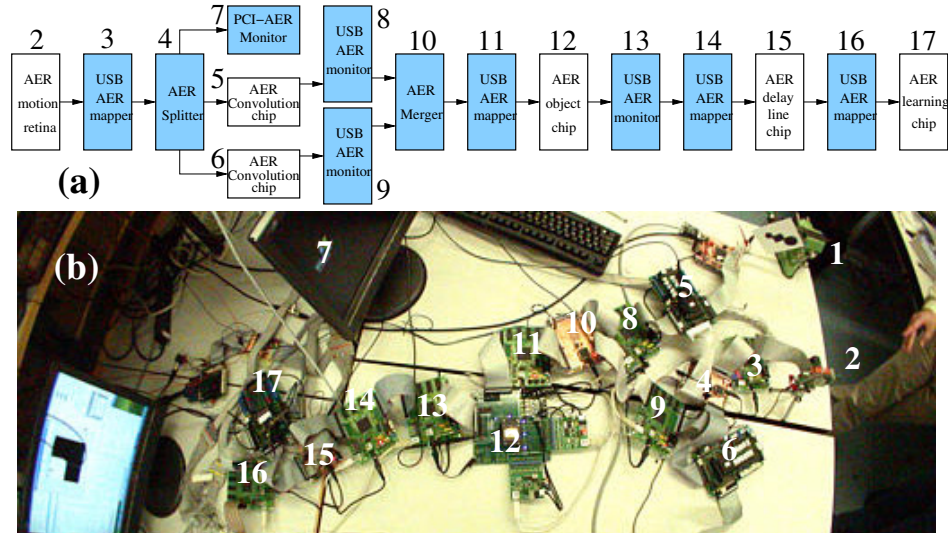 2 3 4 7 8 10 11 12 13 14 15 16 17
AER
motion
retina
USB
AER
mapper
AER
Splitter
PCI-AER
Monitor
5
AER
Convolution
chip
6
AER
Convolution
chip
USB
AER
monitor
USB
AER
monitor
9
AER
Merger
USB
AER
mapper
AER
object
chip
USB
AER
monitor
USB
AER
mapper
AER
delay
line
chip
USB
AER
mapper
AER
learning
chip
(a)
(b)
7
1
5
10
8
11
2
3
4
17
14
13
9
12
6
15
16